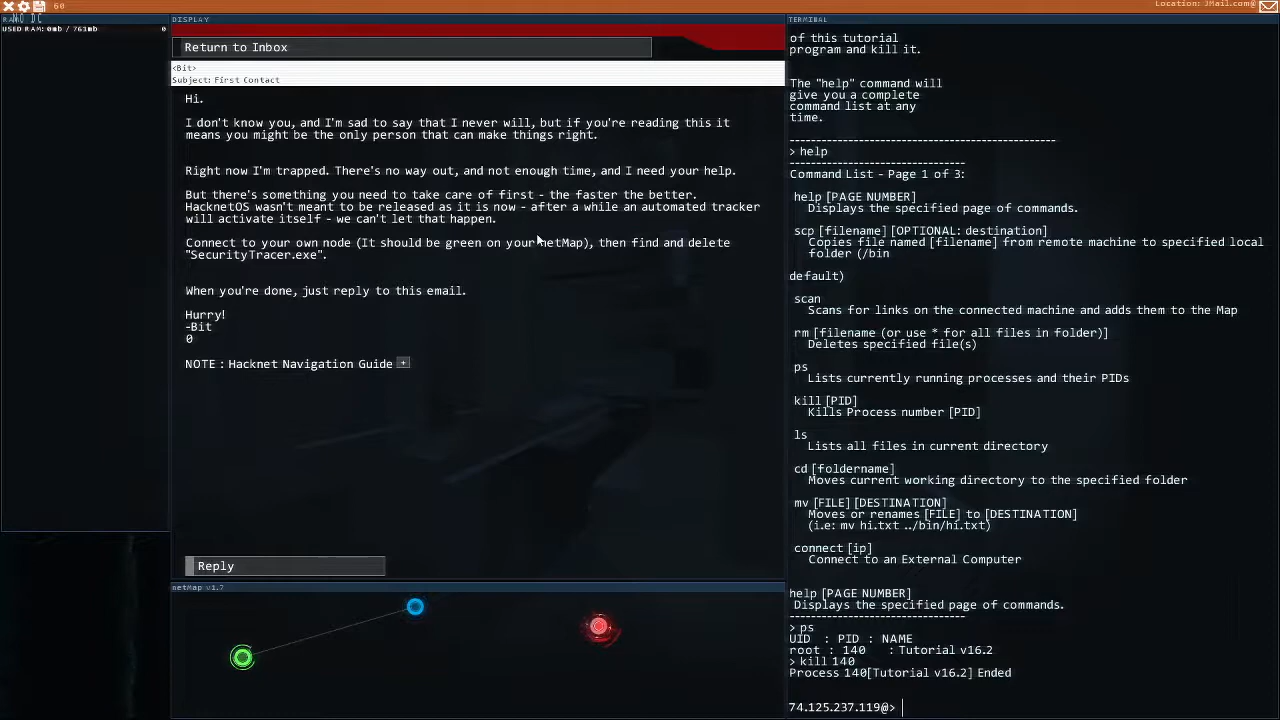 60
Location: JMail.com@
DISPLAY
TERMINAL
USED RAM: 0mb / 761mb 0
Return to Inbox
<Bit>
Subject: First Contact
Hi.
I don't know you, and I'm sad to say that I never will, but if you're reading this it
means you might be the only person that can make things right.
Right now I'm trapped. There's no way out, and not enough time, and I need your help.
But there's something you need to take care of first - the faster the better.
HacknetOS wasn't meant to be released as it is now - after a while an automated tracker
will activate itself - we can't let that happen.
Connect to your own node (It should be green on your netMap), then find and delete
"SecurityTracer.exe".
When you're done, just reply to this email.
Hurry!
-Bit
0
NOTE : Hacknet Navigation Guide +
Reply
netMap v1.7
of this tutorial
program and kill it.
The "help" command will
give you a complete
command list at any
time.
--------------------------------------------------
> help
---------------------------------
Command List - Page 1 of 3:
help [PAGE NUMBER]
Displays the specified page of commands.
scp [filename] [OPTIONAL: destination]
Copies file named [filename] from remote machine to specified local
folder (/bin
default)
scan
Scans for links on the connected machine and adds them to the Map
rm [filename (or use * for all files in folder)]
Deletes specified file(s)
ps
Lists currently running processes and their PIDs
kill [PID]
Kills Process number [PID]
ls
Lists all files in current directory
cd [foldername]
Moves current working directory to the specified folder
mv [FILE] [DESTINATION]
Moves or renames [FILE] to [DESTINATION]
(i.e: mv hi.txt ../bin/hi.txt)
connect [ip]
Connect to an External Computer
help [PAGE NUMBER]
Displays the specified page of commands.
---------------------------------
> ps
UID : PID : NAME
root : 140 : Tutorial v16.2
> kill 140
Process 140[Tutorial v16.2] Ended
74.125.237.119@>